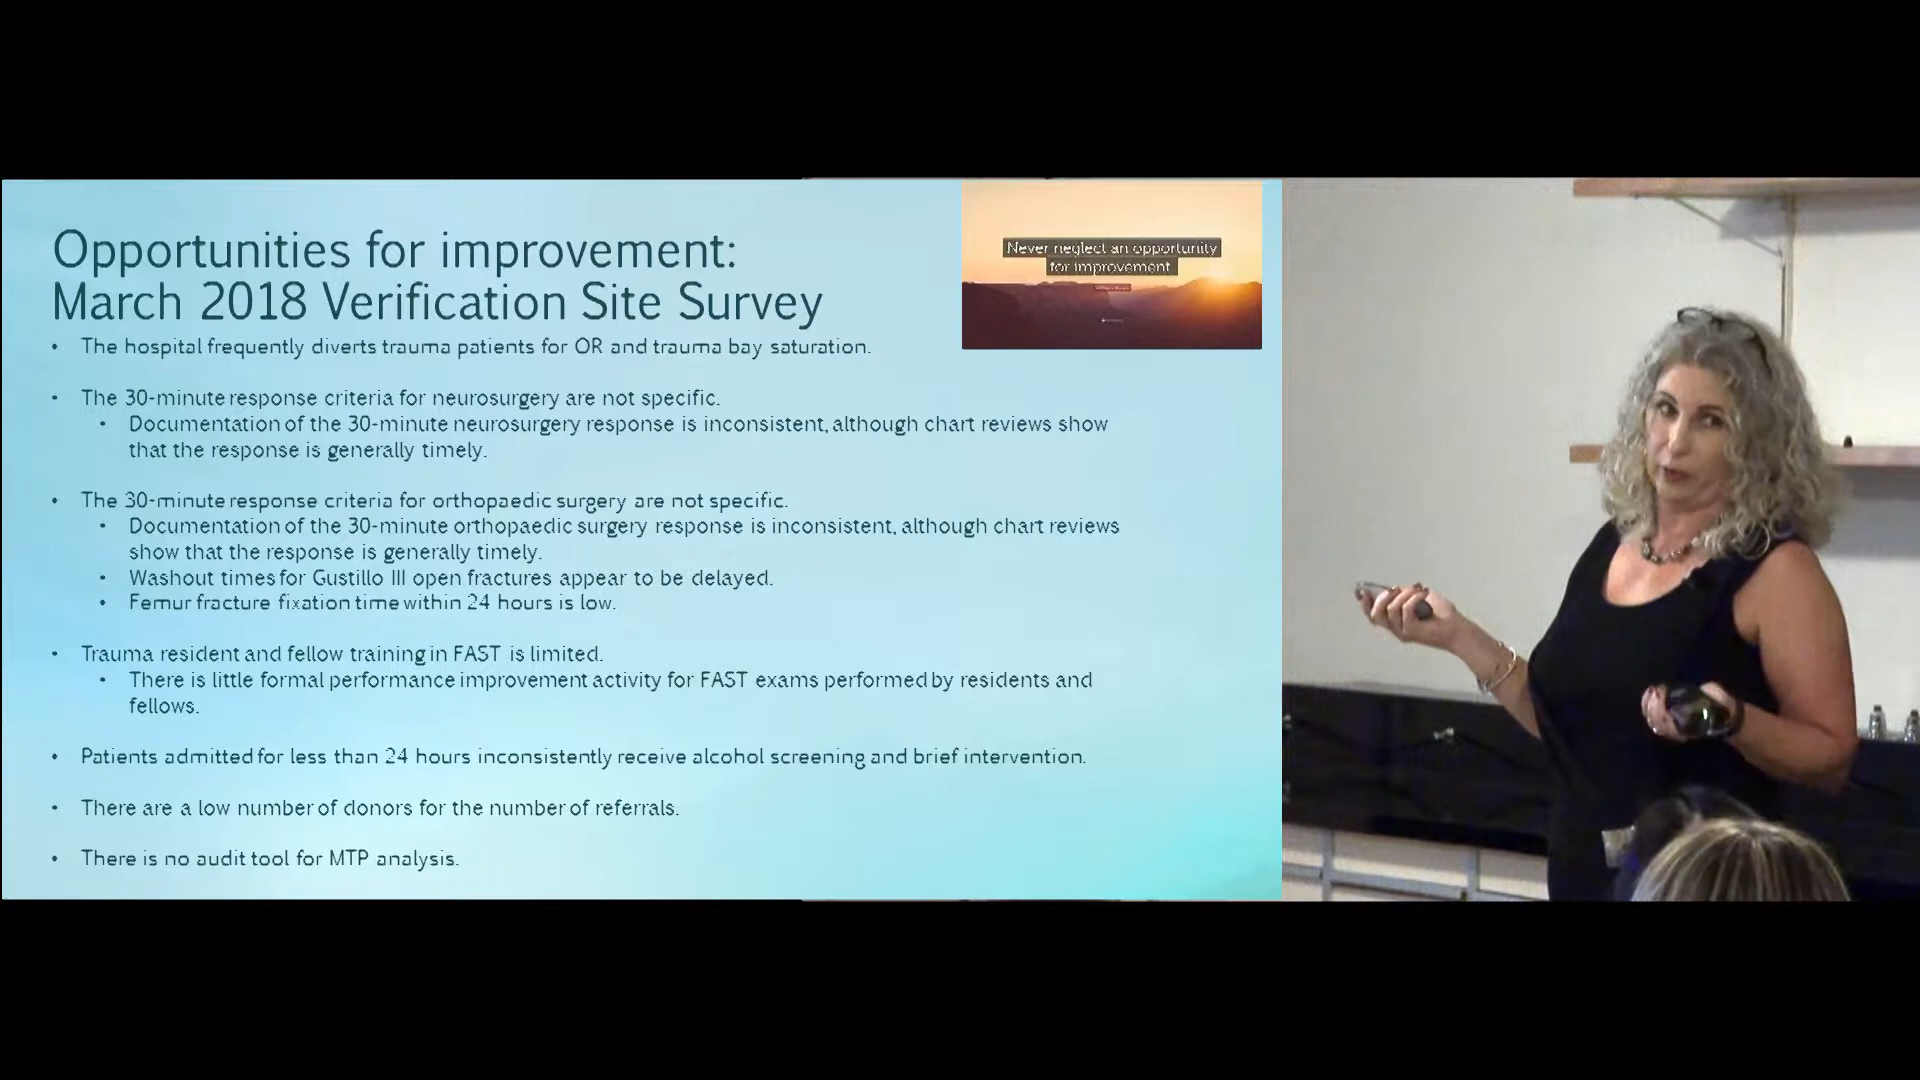 Opportunities for improvement:
March 2018 Verification Site Survey
Never neglect an opportunity
for improvement.
• The hospital frequently diverts trauma patients for OR and trauma bay saturation.
• The 30-minute response criteria for neurosurgery are not specific.
• Documentation of the 30-minute neurosurgery response is inconsistent, although chart reviews show
that the response is generally timely.
• The 30-minute response criteria for orthopaedic surgery are not specific.
• Documentation of the 30-minute orthopaedic surgery response is inconsistent, although chart reviews
show that the response is generally timely.
• Washout times for Gustillo III open fractures appear to be delayed.
• Femur fracture fixation time within 24 hours is low.
• Trauma resident and fellow training in FAST is limited.
• There is little formal performance improvement activity for FAST exams performed by residents and
fellows.
• Patients admitted for less than 24 hours inconsistently receive alcohol screening and brief intervention.
• There are a low number of donors for the number of referrals.
• There is no audit tool for MTP analysis.